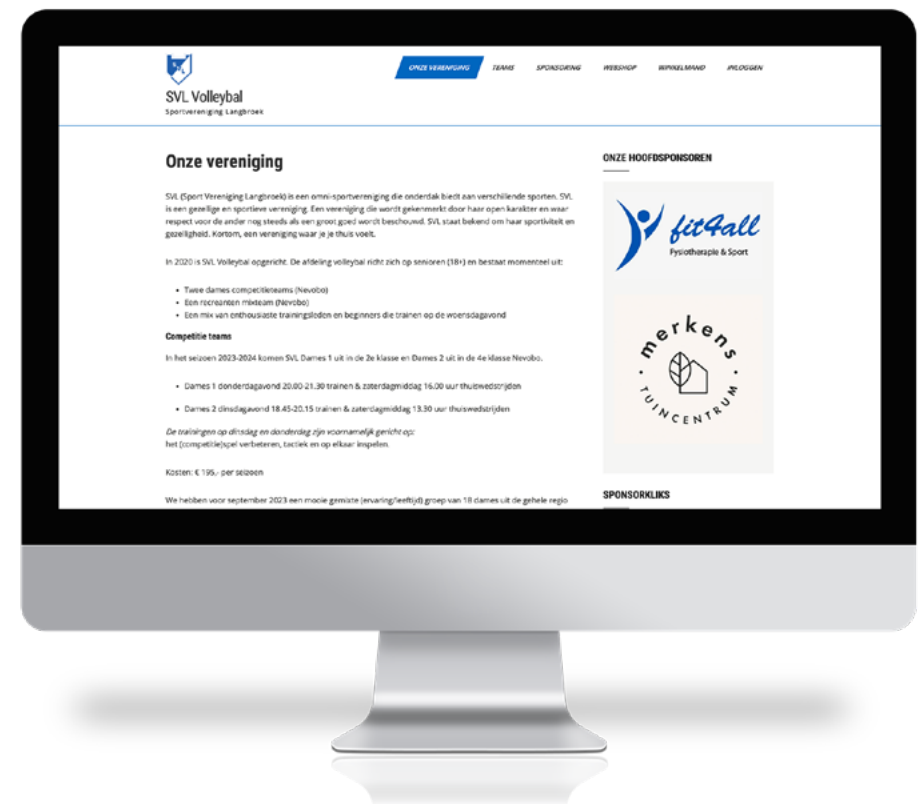 SVL
SVL Volleybal
Sportvereniging Langbroek
ONZE VERENIGING TEAMS SPONSORING WEBSHOP WINKELMAND INLOGGEN
Onze vereniging
SVL (Sport Vereniging Langbroek) is een omni-sportvereniging die onderdak biedt aan verschillende sporten. SVL
is een gezellige en sportieve vereniging. Een vereniging die wordt gekenmerkt door haar open karakter en waar
respect voor de ander nog steeds als een groot goed wordt beschouwd. SVL staat bekend om haar sportiviteit en
gezelligheid. Kortom, een vereniging waar je je thuis voelt.
In 2020 is SVL Volleybal opgericht. De afdeling volleybal richt zich op senioren (18+) en bestaat momenteel uit:
• Twee dames competitieteams (Nevobo)
• Een recreanten mixteam (Nevobo)
• Een mix van enthousiaste trainingsleden en beginners die trainen op de woensdagavond
Competitie teams
In het seizoen 2023-2024 komen SVL Dames 1 uit in de 2e klasse en Dames 2 uit in de 4e klasse Nevobo.
• Dames 1 donderdagavond 20.00-21.30 trainen & zaterdagmiddag 16.00 uur thuiswedstrijden
• Dames 2 dinsdagavond 18.45-20.15 trainen & zaterdagmiddag 13.30 uur thuiswedstrijden
De trainingen op dinsdag en donderdag zijn voornamelijk gericht op:
het (competitie)spel verbeteren, tactiek en op elkaar inspelen.
Kosten: € 195,- per seizoen
We hebben voor september 2023 een mooie gemixte (ervaring/leeftijd) groep van 18 dames uit de gehele regio
ONZE HOOFDSPONSOREN
fit4all
Fysiotherapie & Sport
merkens
TUINCENTRUM
SPONSORKLIKS